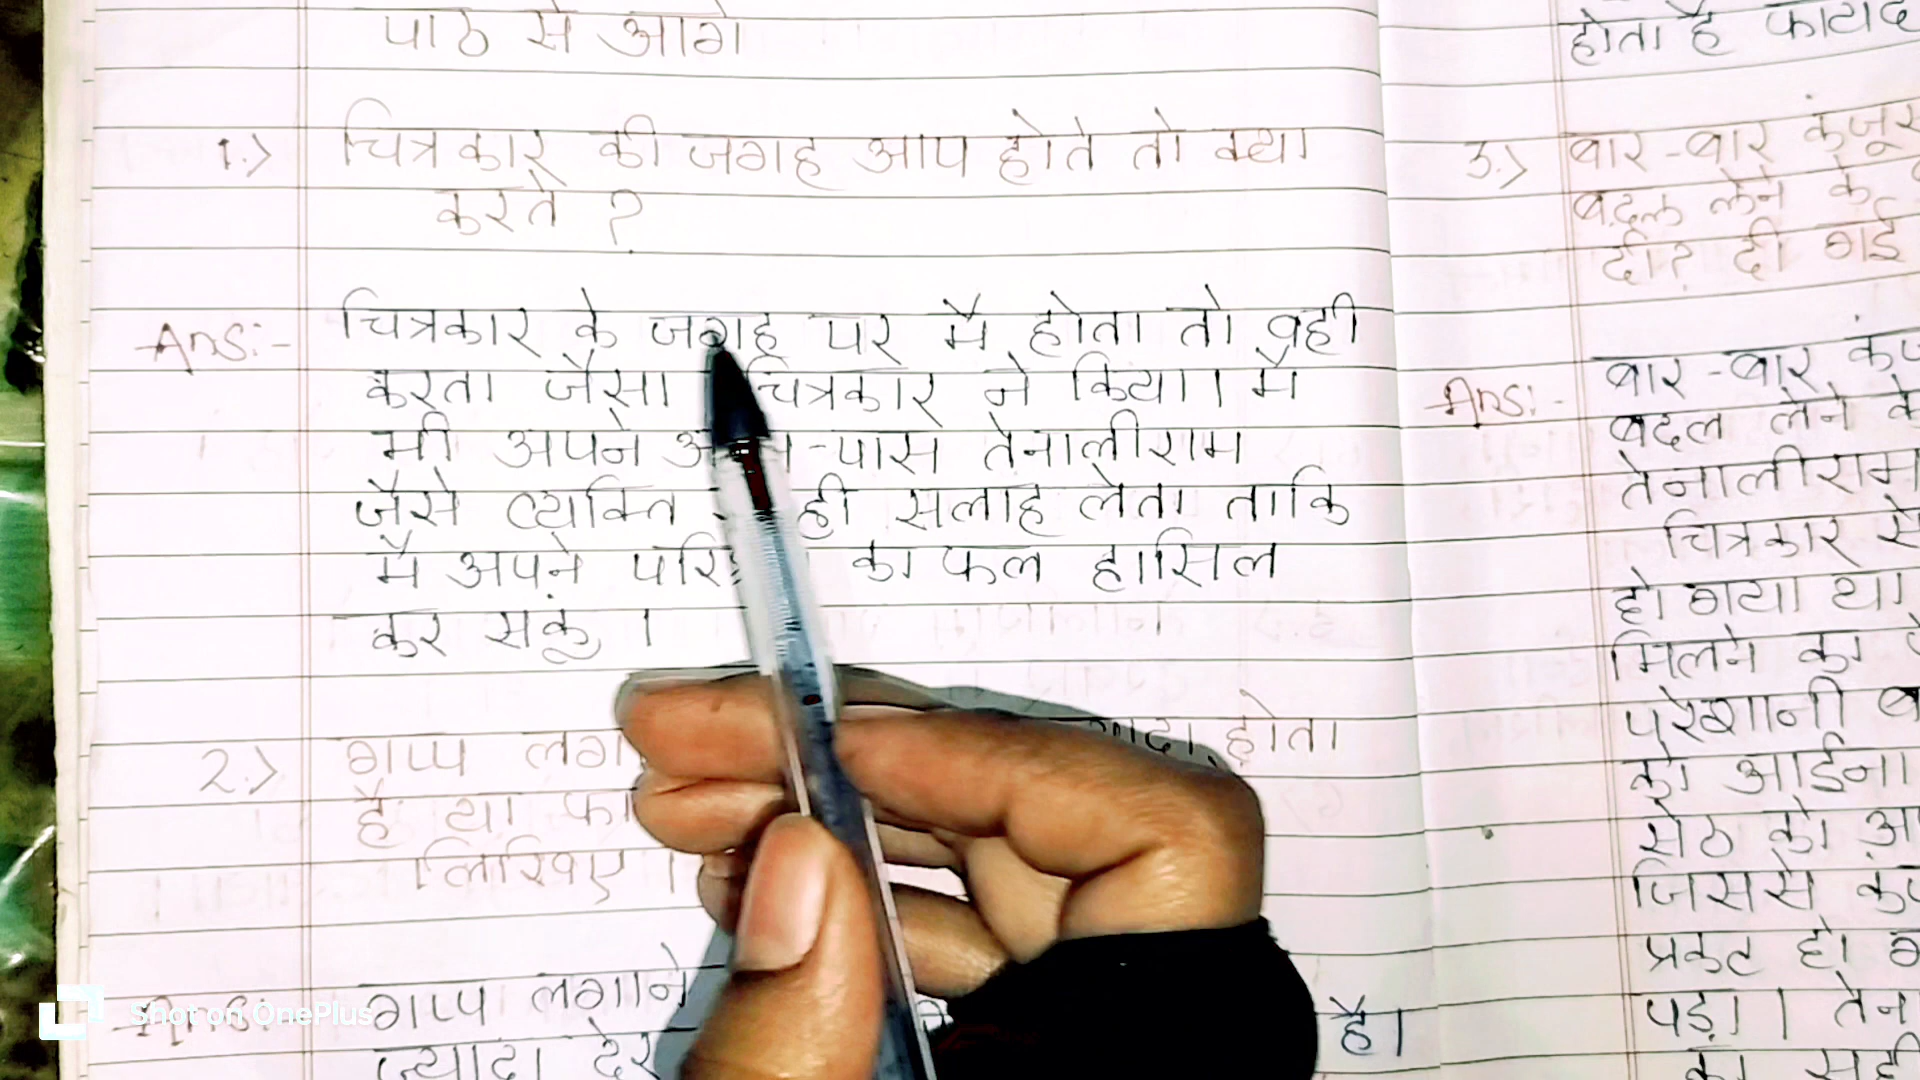 पाठ से आगे
1.> चित्रकार की जगह आप होते तो क्या
करते ?
Ans:- चित्रकार के जगह पर मै होता तो वही
करता जैसा चित्रकार ने किया। मै
भी अपने -पास तेनालीराम
जैसे व्यक्ति ही सलाह लेता ताकि
मै अपने का फल हासिल
कर सकूं ।
2.> गप्प होता
है या
लिखिए ।
Ans:- गप्प लगाने है।
ज्यादा देर
होता है
3.> बार-बार
बदल लेने के
दी? दी गई
Ans:- बार-बार
बदल लेने के
तेनालीराम
चित्रकार से
हो गया था
मिलने का
परेशानी
को आईना
सेठ को
जिससे
प्रकट हो
पड़ा ।
का सही
Shot on OnePlus